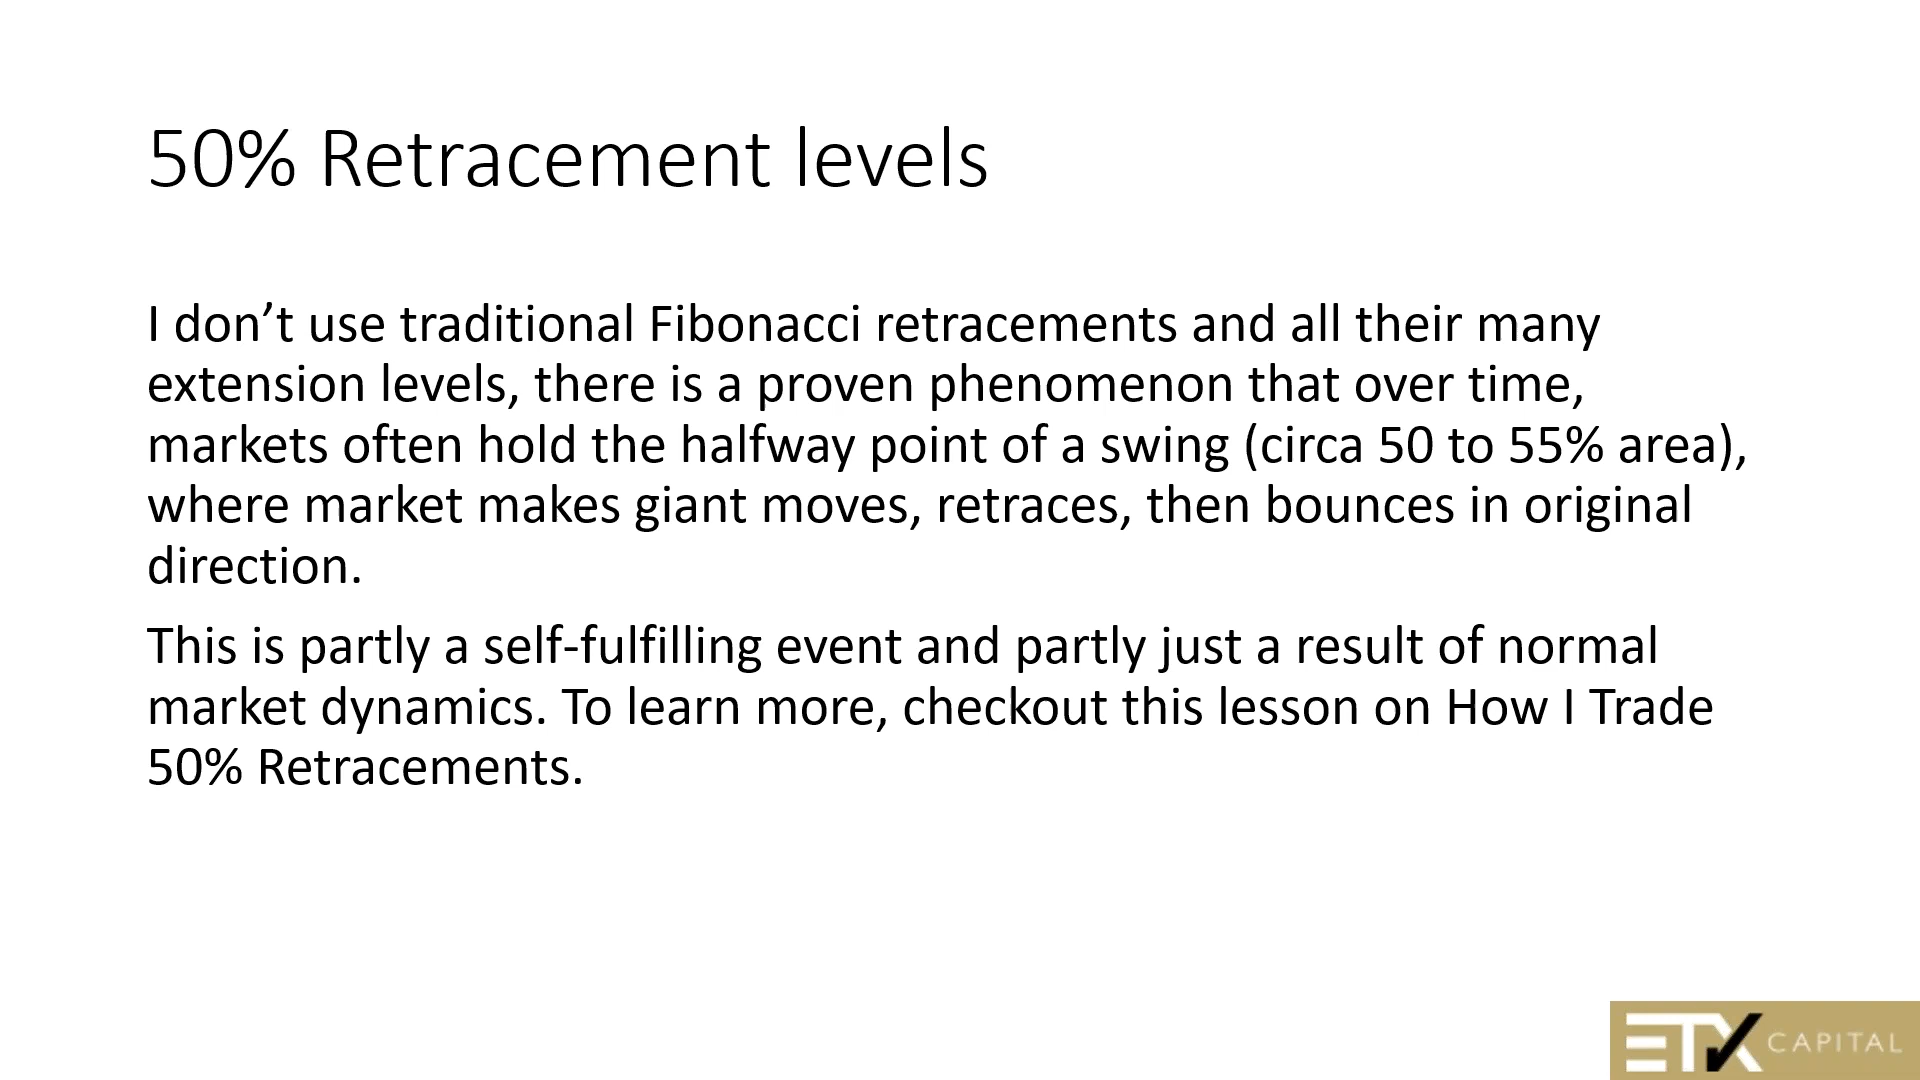 50% Retracement levels
I don’t use traditional Fibonacci retracements and all their many
extension levels, there is a proven phenomenon that over time,
markets often hold the halfway point of a swing (circa 50 to 55% area),
where market makes giant moves, retraces, then bounces in original
direction.
This is partly a self-fulfilling event and partly just a result of normal
market dynamics. To learn more, checkout this lesson on How I Trade
50% Retracements.
ETX CAPITAL